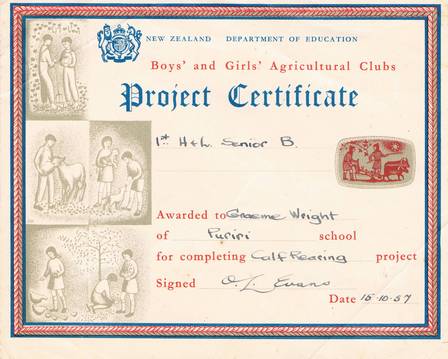 NEW ZEALAND DEPARTMENT OF EDUCATION
Boys' and Girls' Agricultural Clubs
Project Certificate
1st H&L. Senior B.
Awarded to Graeme Wright
of Puriri school
for completing Calf Rearing project
Signed O. L. Evans
Date 15.10.57